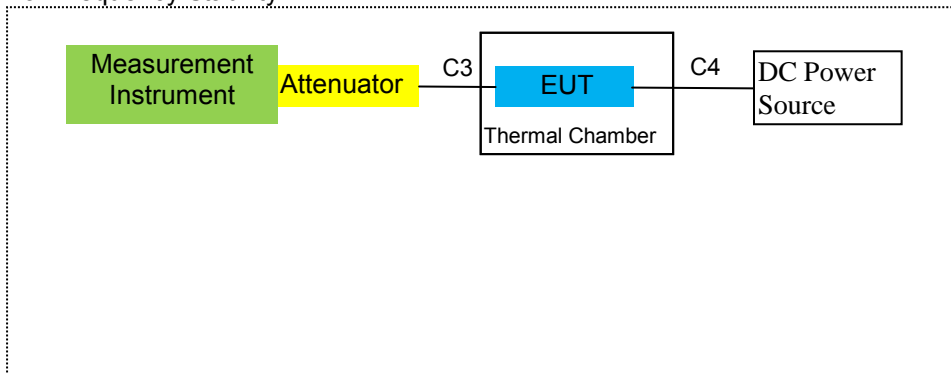 Measurement
Instrument
Attenuator
C3
EUT
Thermal Chamber
C4
DC Power
Source